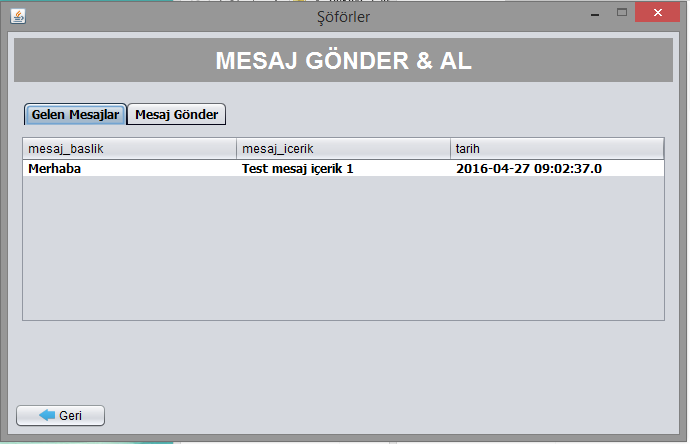 Şöförler
MESAJ GÖNDER & AL
Gelen Mesajlar Mesaj Gönder
mesaj_baslik mesaj_icerik tarih
Merhaba Test mesaj içerik 1 2016-04-27 09:02:37.0
Geri